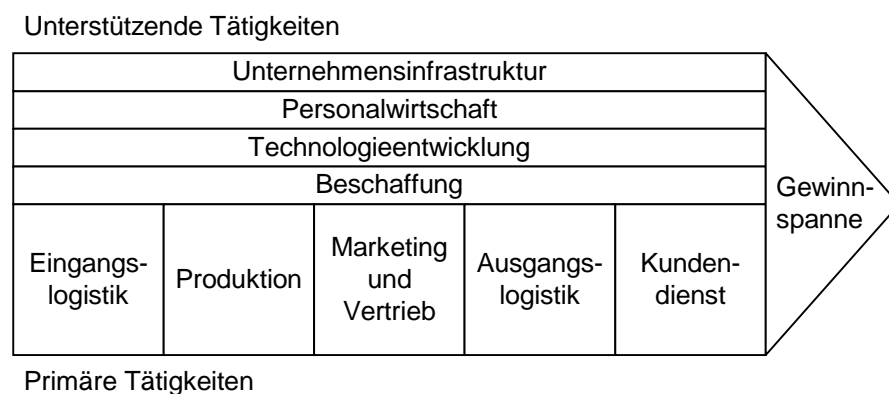 Unterstützende Tätigkeiten
Unternehmensinfrastruktur
Personalwirtschaft
Technologieentwicklung
Beschaffung
Gewinn-
spanne
Eingangs-
logistik
Produktion
Marketing
und
Vertrieb
Ausgangs-
logistik
Kunden-
dienst
Primäre Tätigkeiten